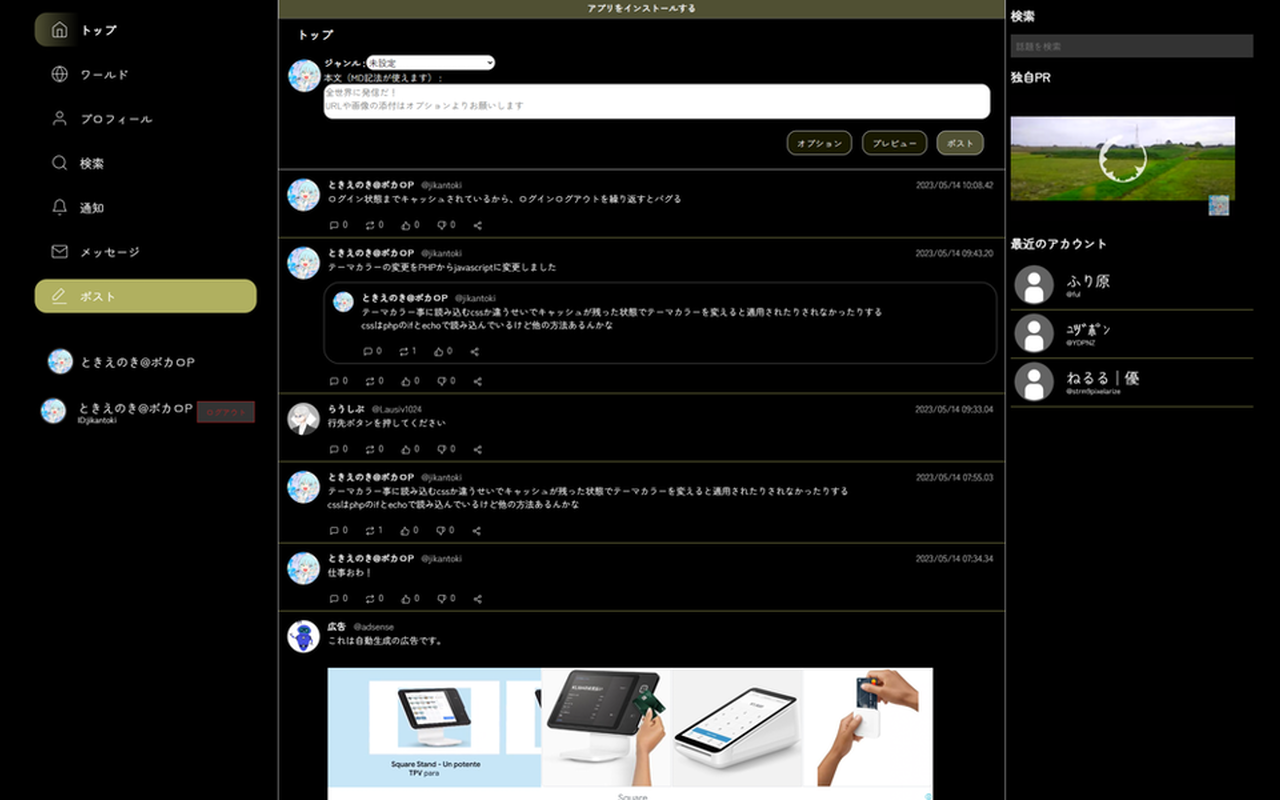 トップ
ワールド
プロフィール
検索
通知
メッセージ
ポスト
ときえのき@ボカロP
ときえのき@ボカロP
ID:jikantoki
ログアウト
アプリをインストールする
トップ
ジャンル : 未設定
本文（MD記法が使えます）：
全世界に発信だ！
URLや画像の添付はオプションよりお願いします
オプション プレビュー ポスト
ときえのき@ボカロP @jikantoki 2023/05/14 10:08.42
ログイン状態までキャッシュされているから、ログインログアウトを繰り返すとバグる
0 0 0 0
ときえのき@ボカロP @jikantoki 2023/05/14 09:43.20
テーマカラーの変更をPHPからjavascriptに変更しました
ときえのき@ボカロP @jikantoki
テーマカラー事に読み込むcssか違うせいでキャッシュが残った状態でテーマカラーを変えると適用されたりされなかったりする
cssはphpのifとechoで読み込んでいるけど他の方法あるんかな
0 1 0
0 0 0 0
らうしぶ @Lausiv1024 2023/05/14 09:33.04
行先ボタンを押してください
0 0 0 0
ときえのき@ボカロP @jikantoki 2023/05/14 07:55.03
テーマカラー事に読み込むcssか違うせいでキャッシュが残った状態でテーマカラーを変えると適用されたりされなかったりする
cssはphpのifとechoで読み込んでいるけど他の方法あるんかな
0 1 0 0
ときえのき@ボカロP @jikantoki 2023/05/14 07:34.34
仕事おわ！
0 0 0 0
広告 @adsense
これは自動生成の広告です。
Square Stand - Un potente
TPV para
Square
検索
話題を検索
独自PR
最近のアカウント
ふり原
@ful
ﾕﾂﾞﾎﾟﾝ
@YDPNZ
ねるる｜優
@strm9pixelarize